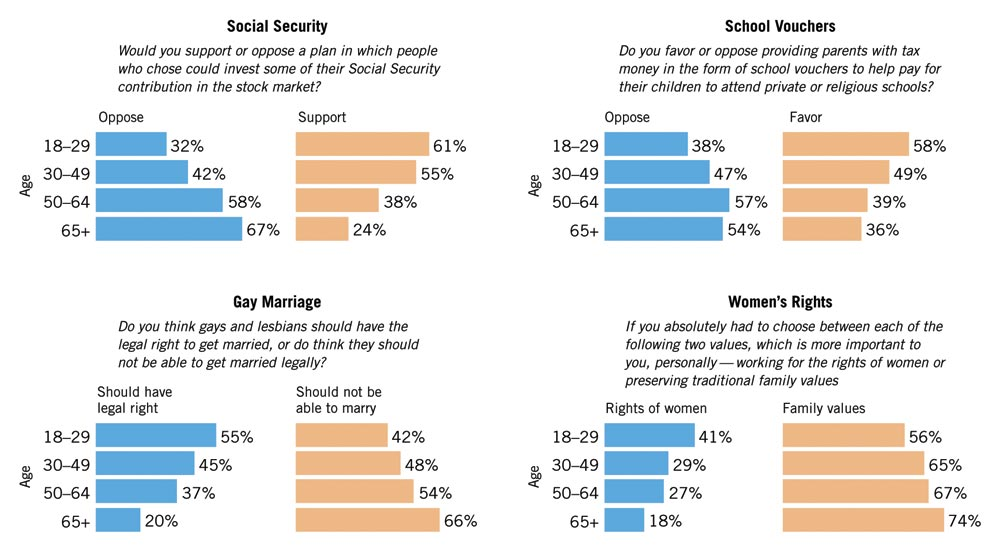 Social Security
Would you support or oppose a plan in which people
who chose could invest some of their Social Security
contribution in the stock market?
Oppose Support
Age
18–29 32% 61%
30–49 42% 55%
50–64 58% 38%
65+ 67% 24%
School Vouchers
Do you favor or oppose providing parents with tax
money in the form of school vouchers to help pay for
their children to attend private or religious schools?
Oppose Favor
Age
18–29 38% 58%
30–49 47% 49%
50–64 57% 39%
65+ 54% 36%
Gay Marriage
Do you think gays and lesbians should have the
legal right to get married, or do think they should
not be able to get married legally?
Should have Should not be
legal right able to marry
Age
18–29 55% 42%
30–49 45% 48%
50–64 37% 54%
65+ 20% 66%
Women's Rights
If you absolutely had to choose between each of the
following two values, which is more important to
you, personally — working for the rights of women or
preserving traditional family values
Rights of women Family values
Age
18–29 41% 56%
30–49 29% 65%
50–64 27% 67%
65+ 18% 74%